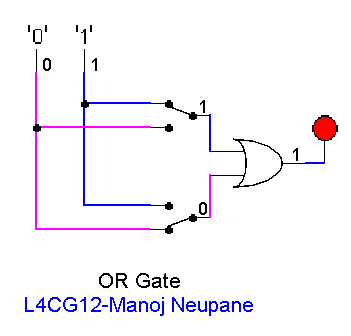 '0' '1'
0 1
1
1
0
OR Gate
L4CG12-Manoj Neupane